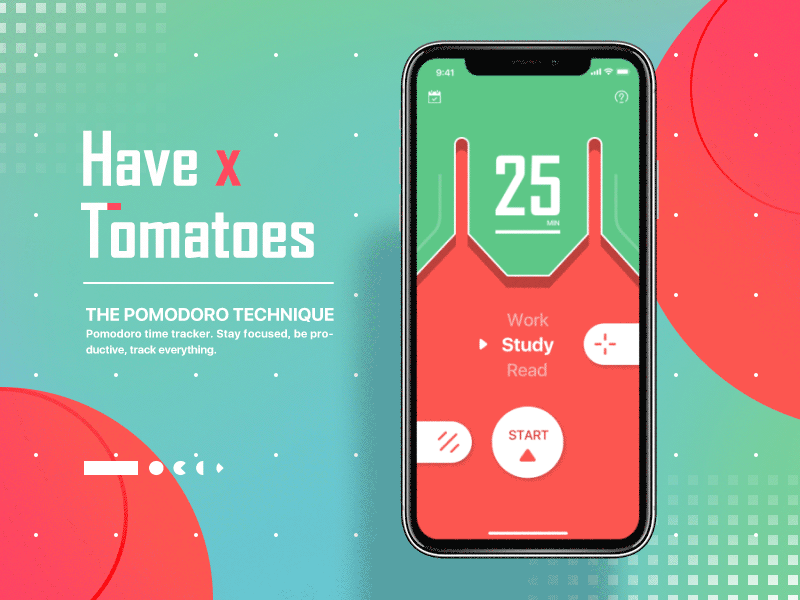 Have x
Tomatoes
THE POMODORO TECHNIQUE
Pomodoro time tracker. Stay focused, be pro-
ductive, track everything.
9:41
25
MIN
Work
Study
Read
START